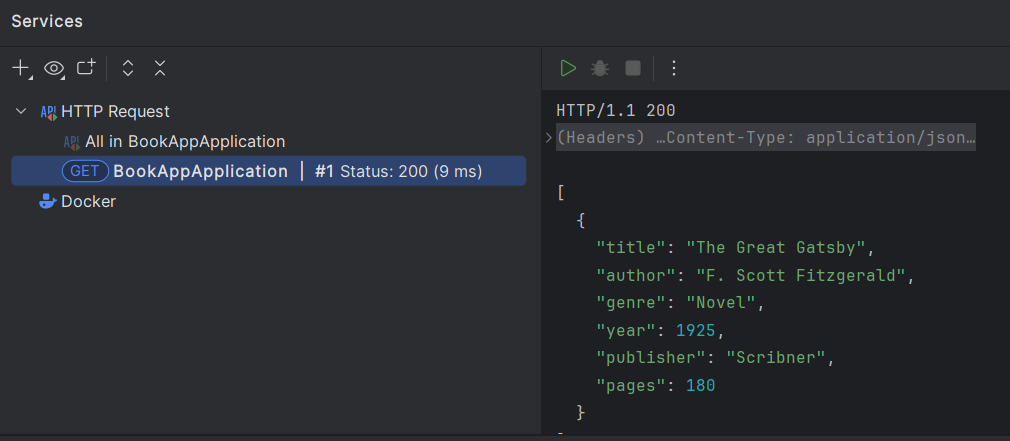 Services
API HTTP Request
API All in BookAppApplication
GET BookAppApplication | #1 Status: 200 (9 ms)
Docker
HTTP/1.1 200
(Headers) …Content-Type: application/json…
[
{
"title": "The Great Gatsby",
"author": "F. Scott Fitzgerald",
"genre": "Novel",
"year": 1925,
"publisher": "Scribner",
"pages": 180
}